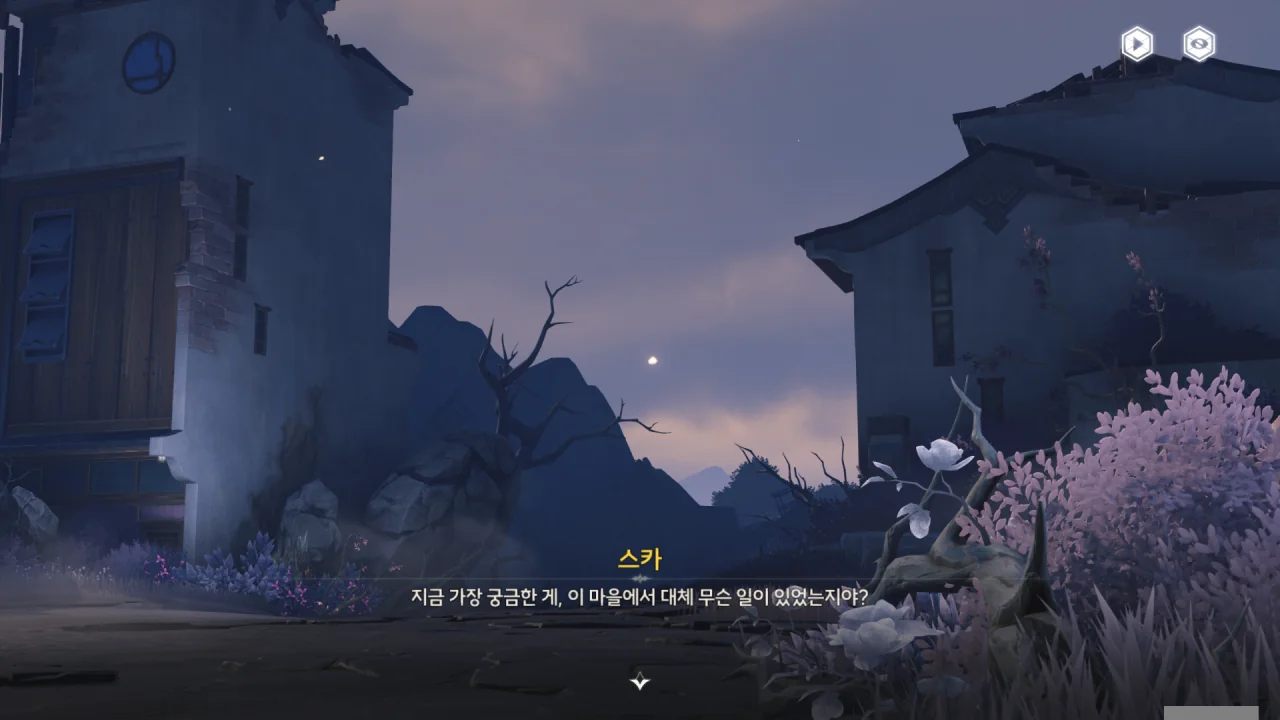 스카
지금 가장 궁금한 게, 이 마을에서 대체 무슨 일이 있었는지야?